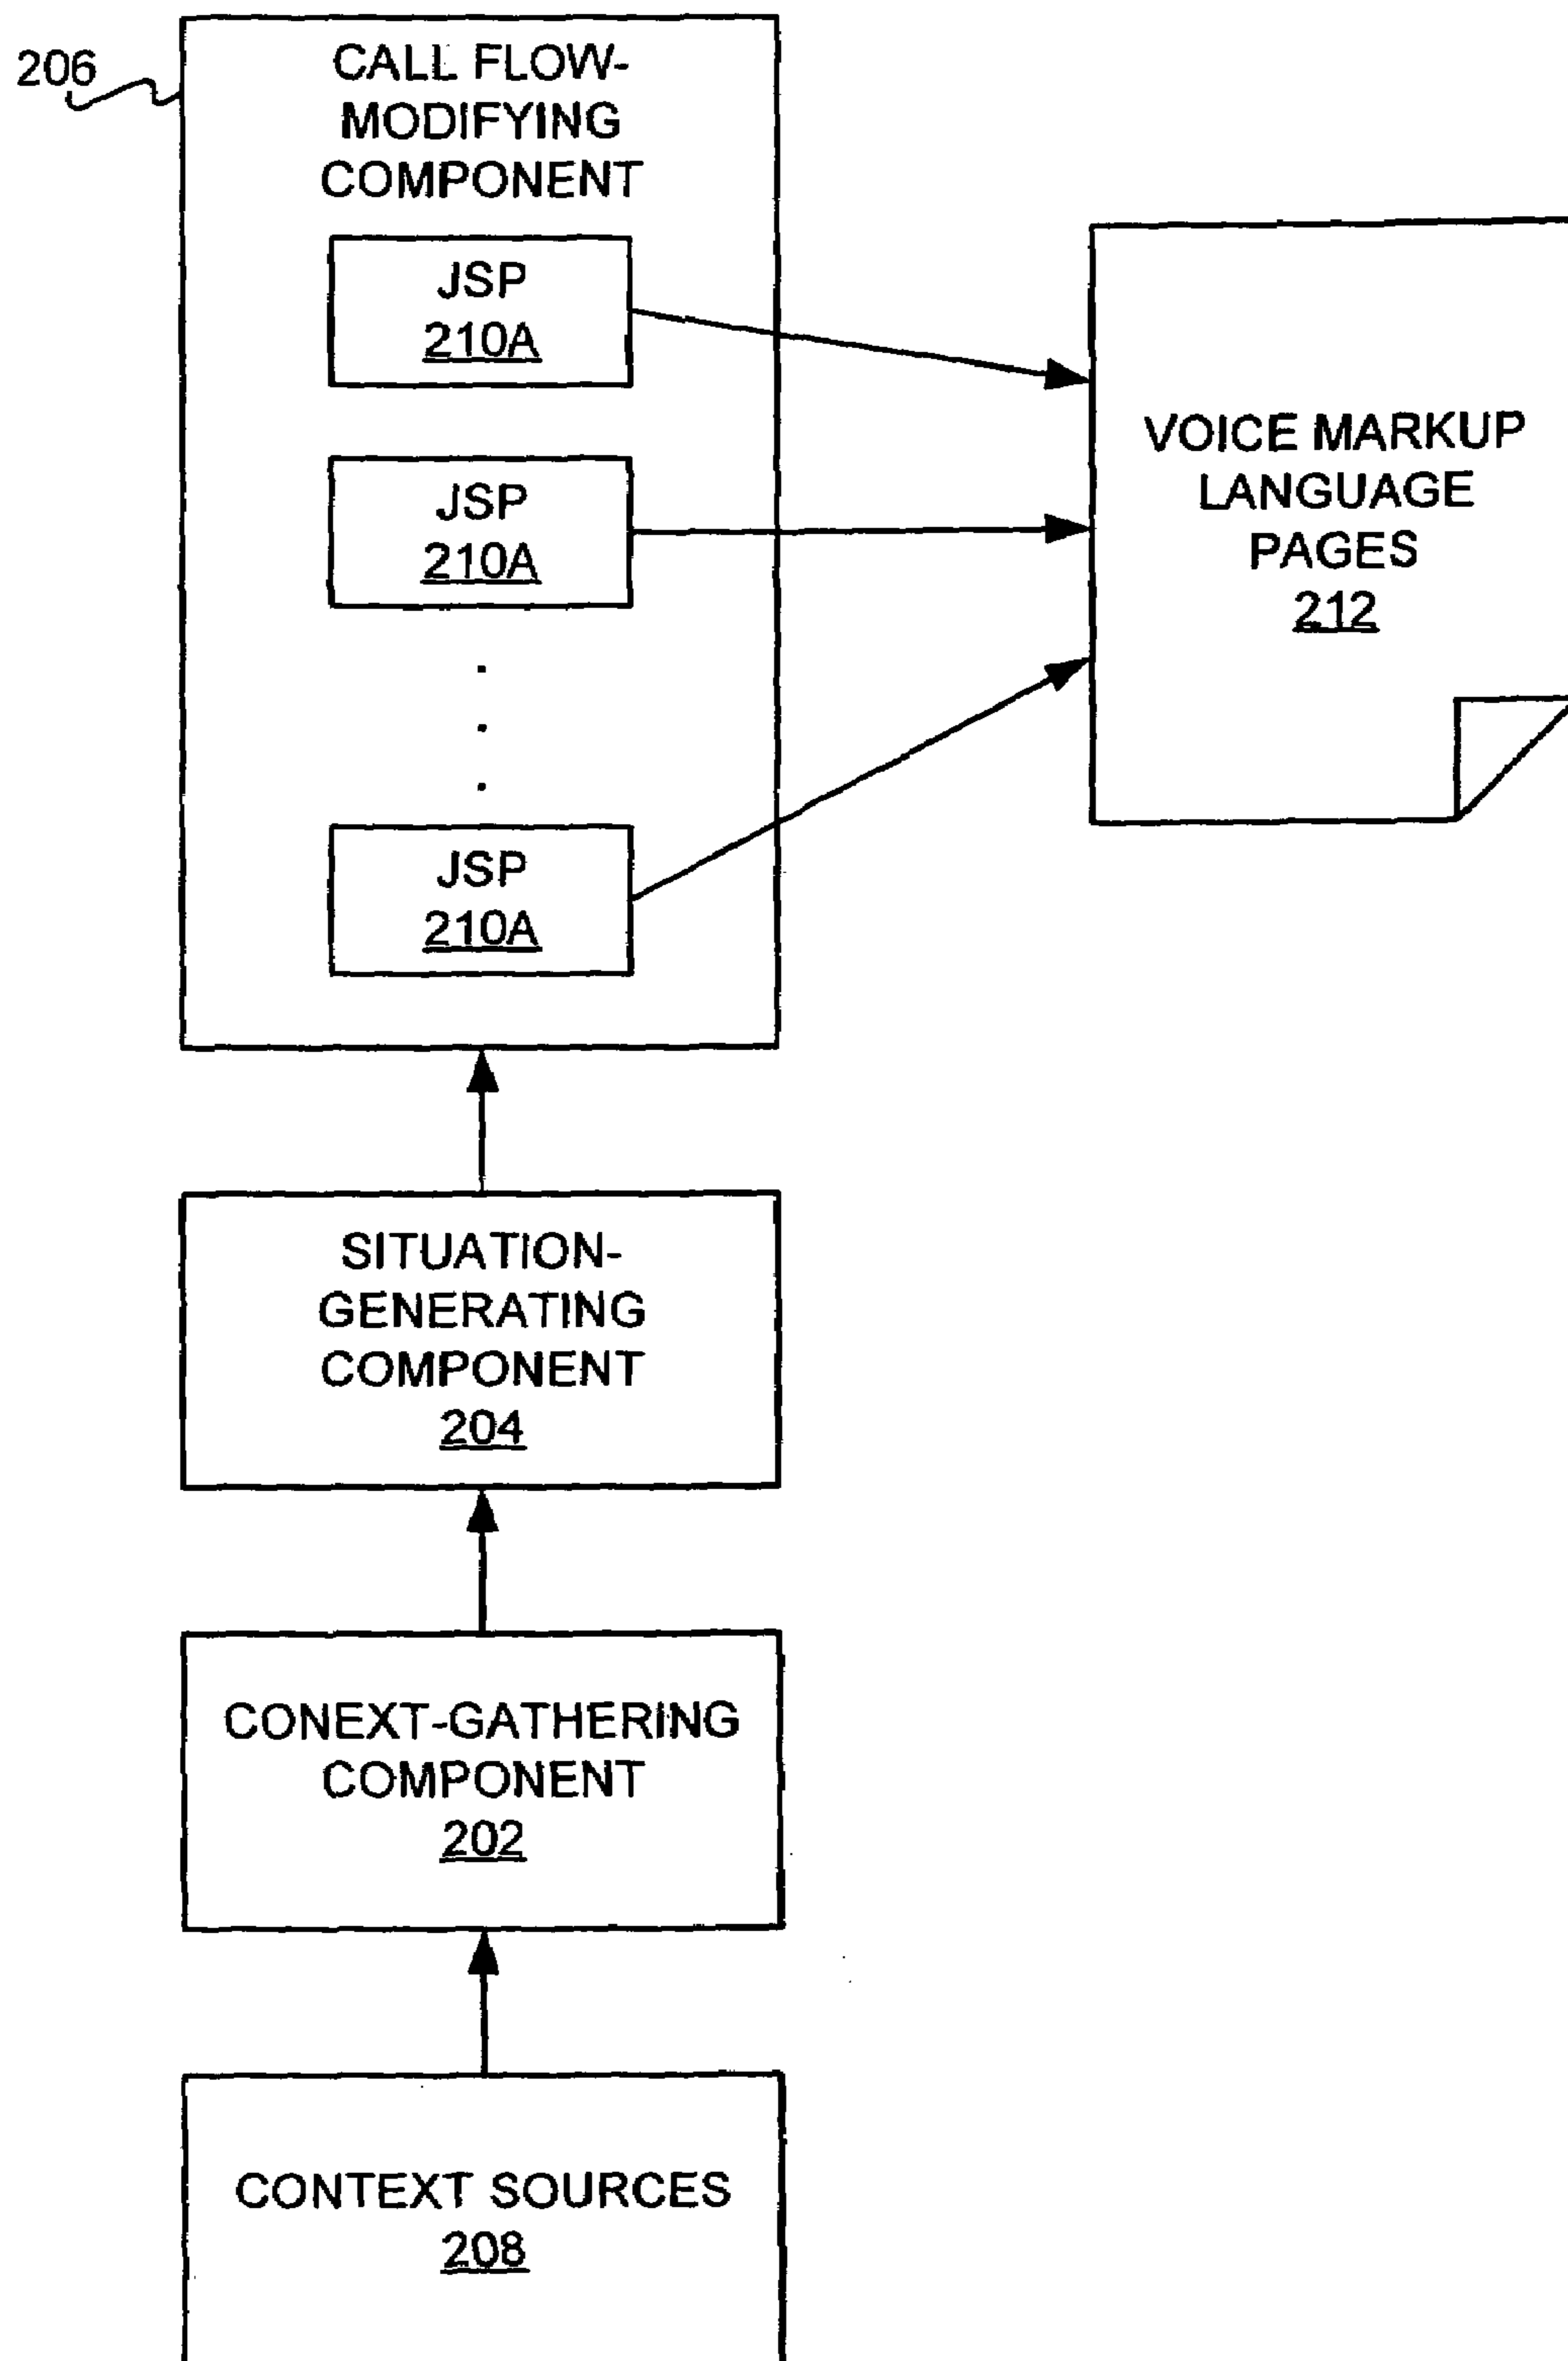 206
CALL FLOW-
MODIFYING
COMPONENT
JSP
210A
JSP
210A
.
.
.
JSP
210A
VOICE MARKUP
LANGUAGE
PAGES
212
SITUATION-
GENERATING
COMPONENT
204
CONEXT-GATHERING
COMPONENT
202
CONTEXT SOURCES
208